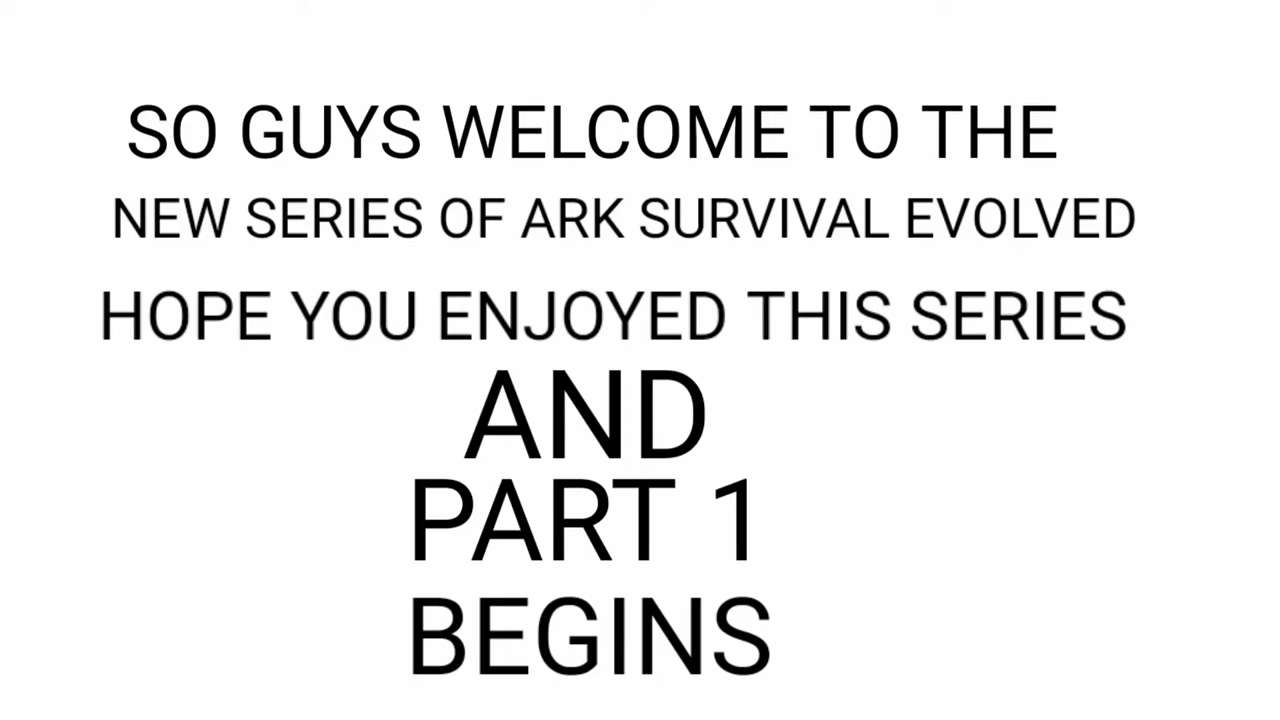 SO GUYS WELCOME TO THE
NEW SERIES OF ARK SURVIVAL EVOLVED
HOPE YOU ENJOYED THIS SERIES
AND
PART 1
BEGINS